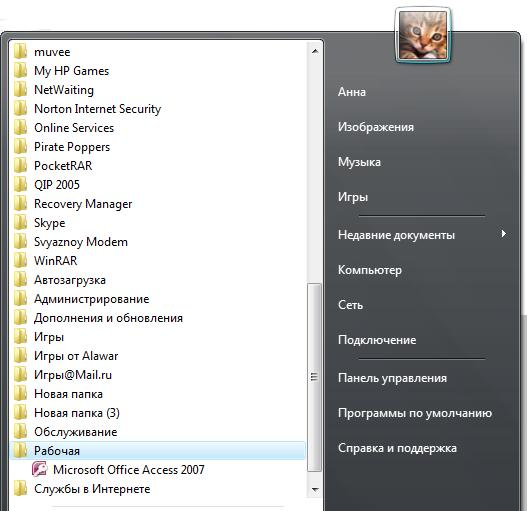 muvee
My HP Games
NetWaiting
Norton Internet Security
Online Services
Pirate Poppers
PocketRAR
QIP 2005
Recovery Manager
Skype
Svyaznoy Modem
WinRAR
Автозагрузка
Администрирование
Дополнения и обновления
Игры
Игры от Alawar
Игры@Mail.ru
Новая папка
Новая папка (3)
Обслуживание
Рабочая
Microsoft Office Access 2007
Службы в Интернете
Анна
Изображения
Музыка
Игры
Недавние документы
Компьютер
Сеть
Подключение
Панель управления
Программы по умолчанию
Справка и поддержка